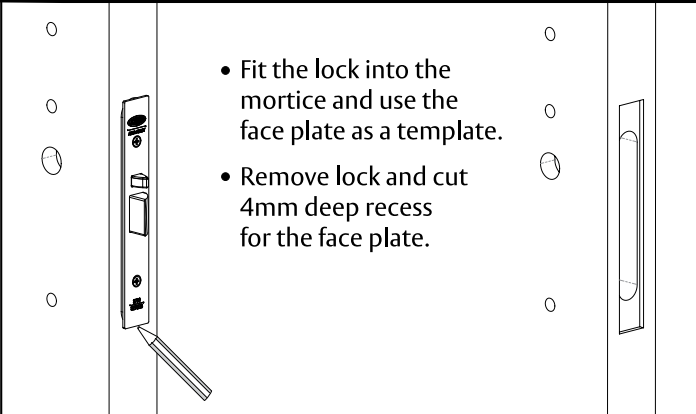 • Fit the lock into the
mortice and use the
face plate as a template.
• Remove lock and cut
4mm deep recess
for the face plate.